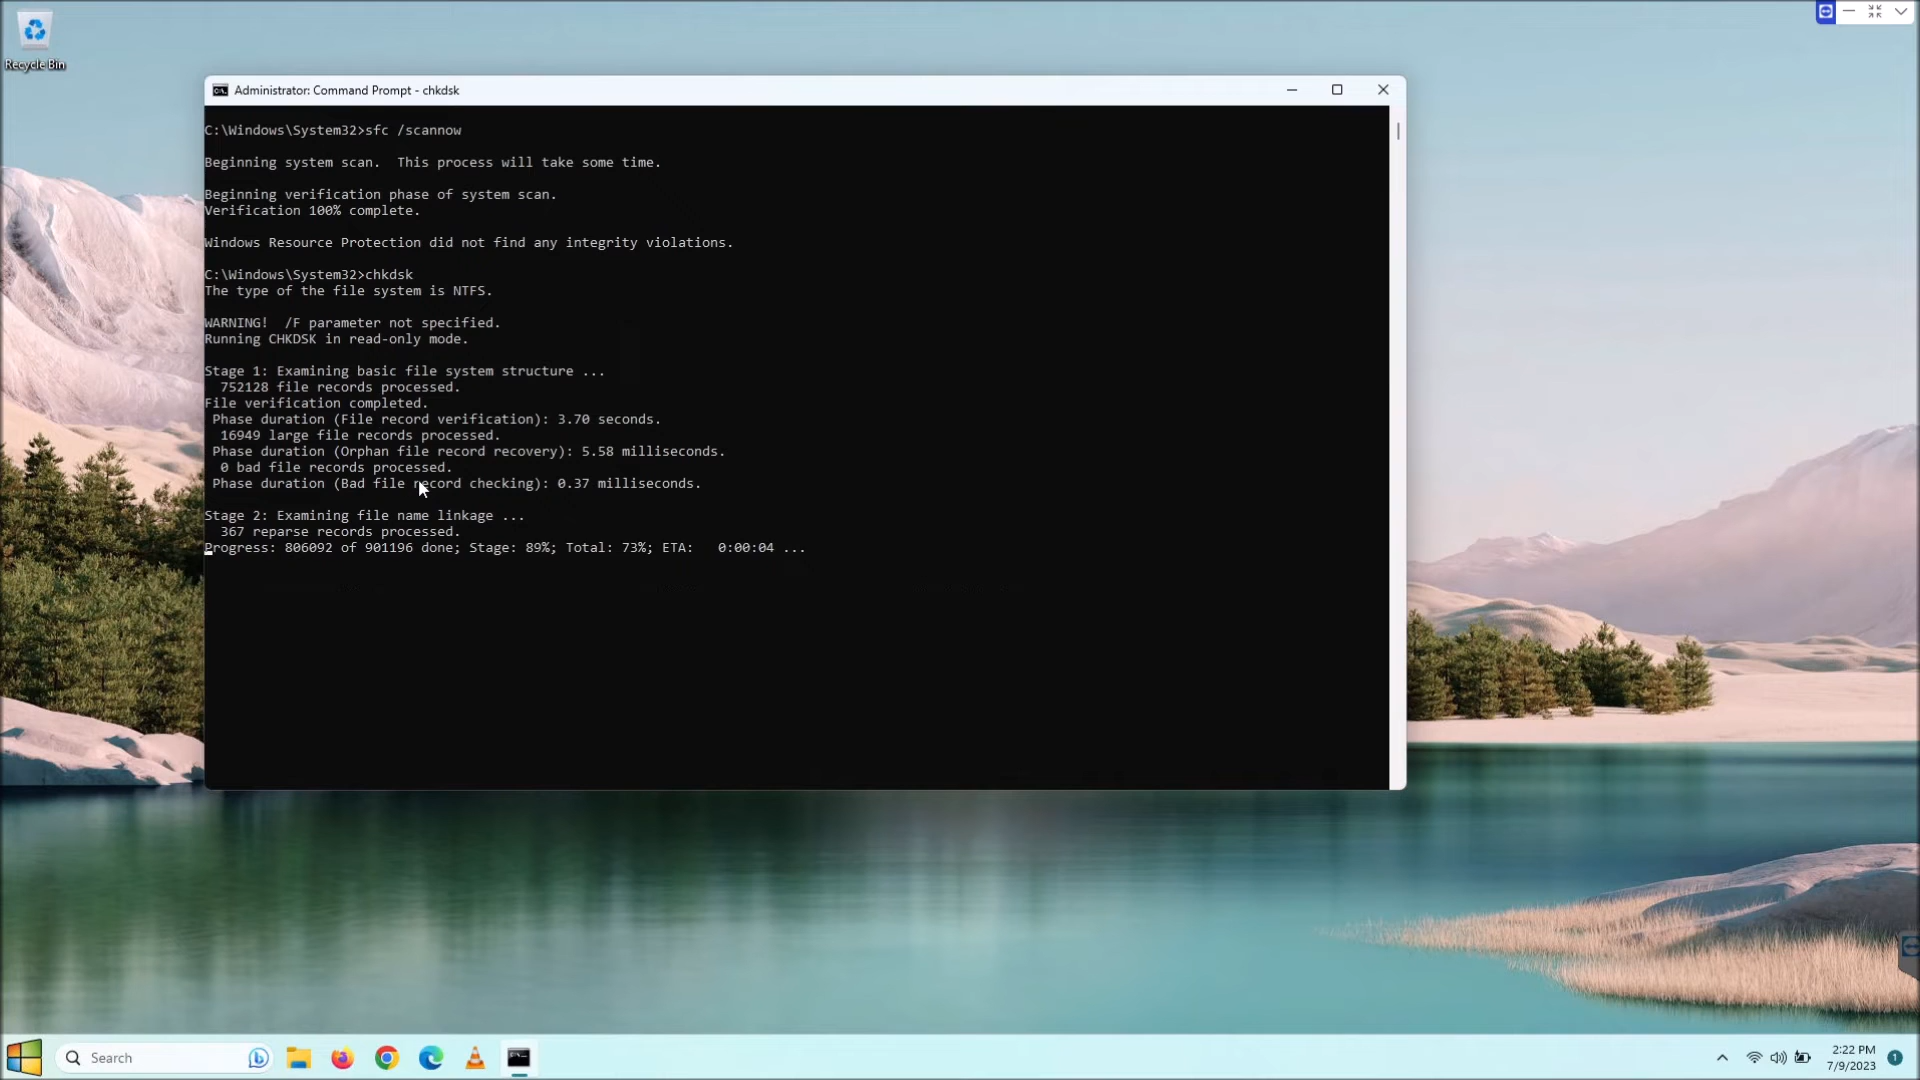 Recycle Bin
Administrator: Command Prompt - chkdsk
C:\Windows\System32>sfc /scannow
Beginning system scan.  This process will take some time.
Beginning verification phase of system scan.
Verification 100% complete.
Windows Resource Protection did not find any integrity violations.
C:\Windows\System32>chkdsk
The type of the file system is NTFS.
WARNING!  /F parameter not specified.
Running CHKDSK in read-only mode.
Stage 1: Examining basic file system structure ...
752128 file records processed.
File verification completed.
Phase duration (File record verification): 3.70 seconds.
16949 large file records processed.
Phase duration (Orphan file record recovery): 5.58 milliseconds.
0 bad file records processed.
Phase duration (Bad file record checking): 0.37 milliseconds.
Stage 2: Examining file name linkage ...
367 reparse records processed.
Progress: 806092 of 901196 done; Stage: 89%; Total: 73%; ETA:   0:00:04 ...
Search
2:22 PM
7/9/2023
1